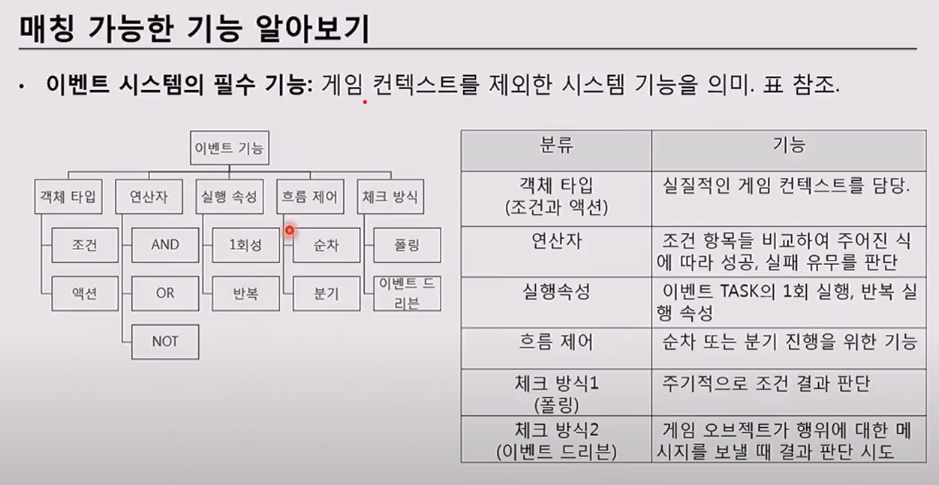 매칭 가능한 기능 알아보기
• 이벤트 시스템의 필수 기능: 게임 컨텍스트를 제외한 시스템 기능을 의미. 표 참조.
이벤트 기능
객체 타입
연산자
실행 속성
흐름 제어
체크 방식
조건
AND
1회성
순차
폴링
액션
OR
반복
분기
이벤트 드
리븐
NOT
분류
기능
객체 타입
(조건과 액션)
실질적인 게임 컨텍스트를 담당.
연산자
조건 항목들 비교하여 주어진 식
에 따라 성공, 실패 유무를 판단
실행속성
이벤트 TASK의 1회 실행, 반복 실
행 속성
흐름 제어
순차 또는 분기 진행을 위한 기능
체크 방식1
(폴링)
주기적으로 조건 결과 판단
체크 방식2
(이벤트 드리븐)
게임 오브젝트가 행위에 대한 메
시지를 보낼 때 결과 판단 시도